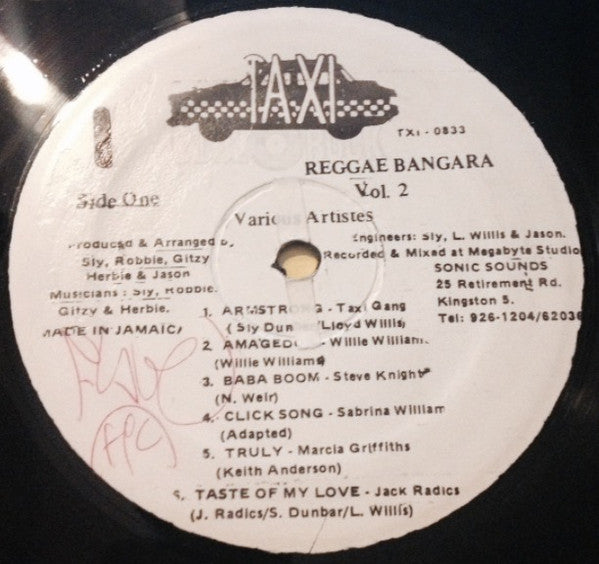 TAXI
TXI - 0833
REGGAE BANGARA
Vol. 2
Side One
Various Artistes
Produced & Arranged b,
Sly, Robbie, Gitzy
Herbie & Jason
Musicians : Sly, Robbie.
Gitzy & Herbie.
MADE IN JAMAICA
Engineers: Sly, L. Willis & Jason.
Recorded & Mixed at Megabyte Studio
SONIC SOUNDS
25 Retirement Rd.
Kingston 5.
Tel: 926-1204/62036
1. ARMSTRONG - Taxi Gang
(Sly Dun /Lloyd Willis)
2. AMAGED - Willie William.
(Willie Williams)
3. BABA BOOM - Steve Knight
(N. Weir)
4. CLICK SONG - Sabrina William
(Adapted)
5. TRULY - Marcia Griffiths
(Keith Anderson)
6. TASTE OF MY LOVE - Jack Radics
(J. Radics/S. Dunbar/L. Willis)